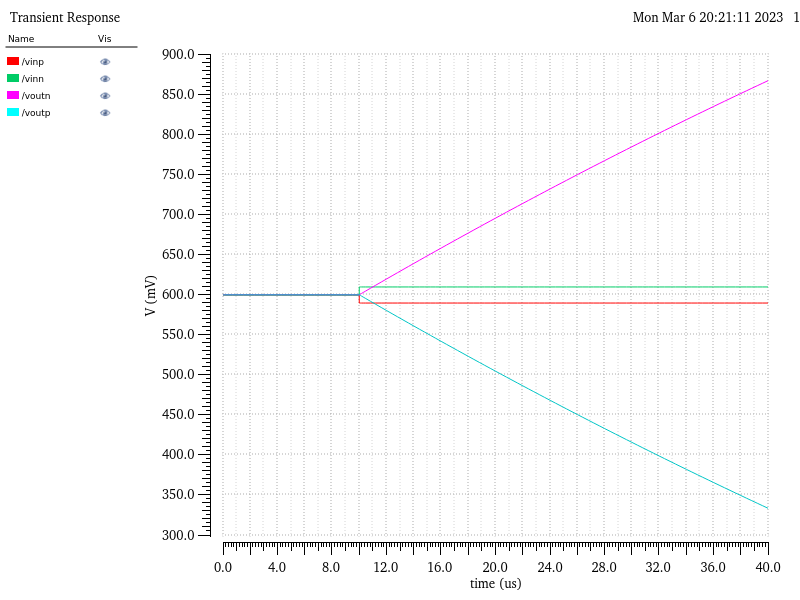 Transient Response
Mon Mar 6 20:21:11 2023 1
Name Vis
/vinp
/vinn
/voutn
/voutp
V (mV)
900.0
850.0
800.0
750.0
700.0
650.0
600.0
550.0
500.0
450.0
400.0
350.0
300.0
0.0 4.0 8.0 12.0 16.0 20.0 24.0 28.0 32.0 36.0 40.0
time (us)